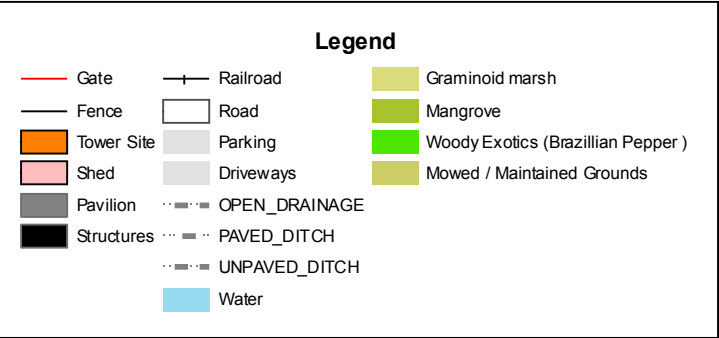 Legend
Gate
Fence
Tower Site
Shed
Pavilion
Structures
Railroad
Road
Parking
Driveways
OPEN_DRAINAGE
PAVED_DITCH
UNPAVED_DITCH
Water
Graminoid marsh
Mangrove
Woody Exotics (Brazillian Pepper )
Mowed / Maintained Grounds